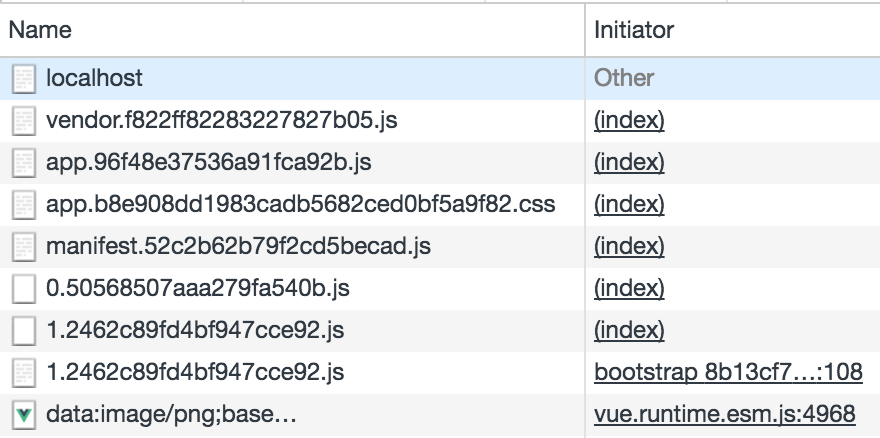 Name Initiator
localhost Other
vendor.f822ff82283227827b05.js (index)
app.96f48e37536a91fca92b.js (index)
app.b8e908dd1983cadb5682ced0bf5a9f82.css (index)
manifest.52c2b62b79f2cd5becad.js (index)
0.50568507aaa279fa540b.js (index)
1.2462c89fd4bf947cce92.js (index)
1.2462c89fd4bf947cce92.js bootstrap 8b13cf7…:108
data:image/png;base… vue.runtime.esm.js:4968